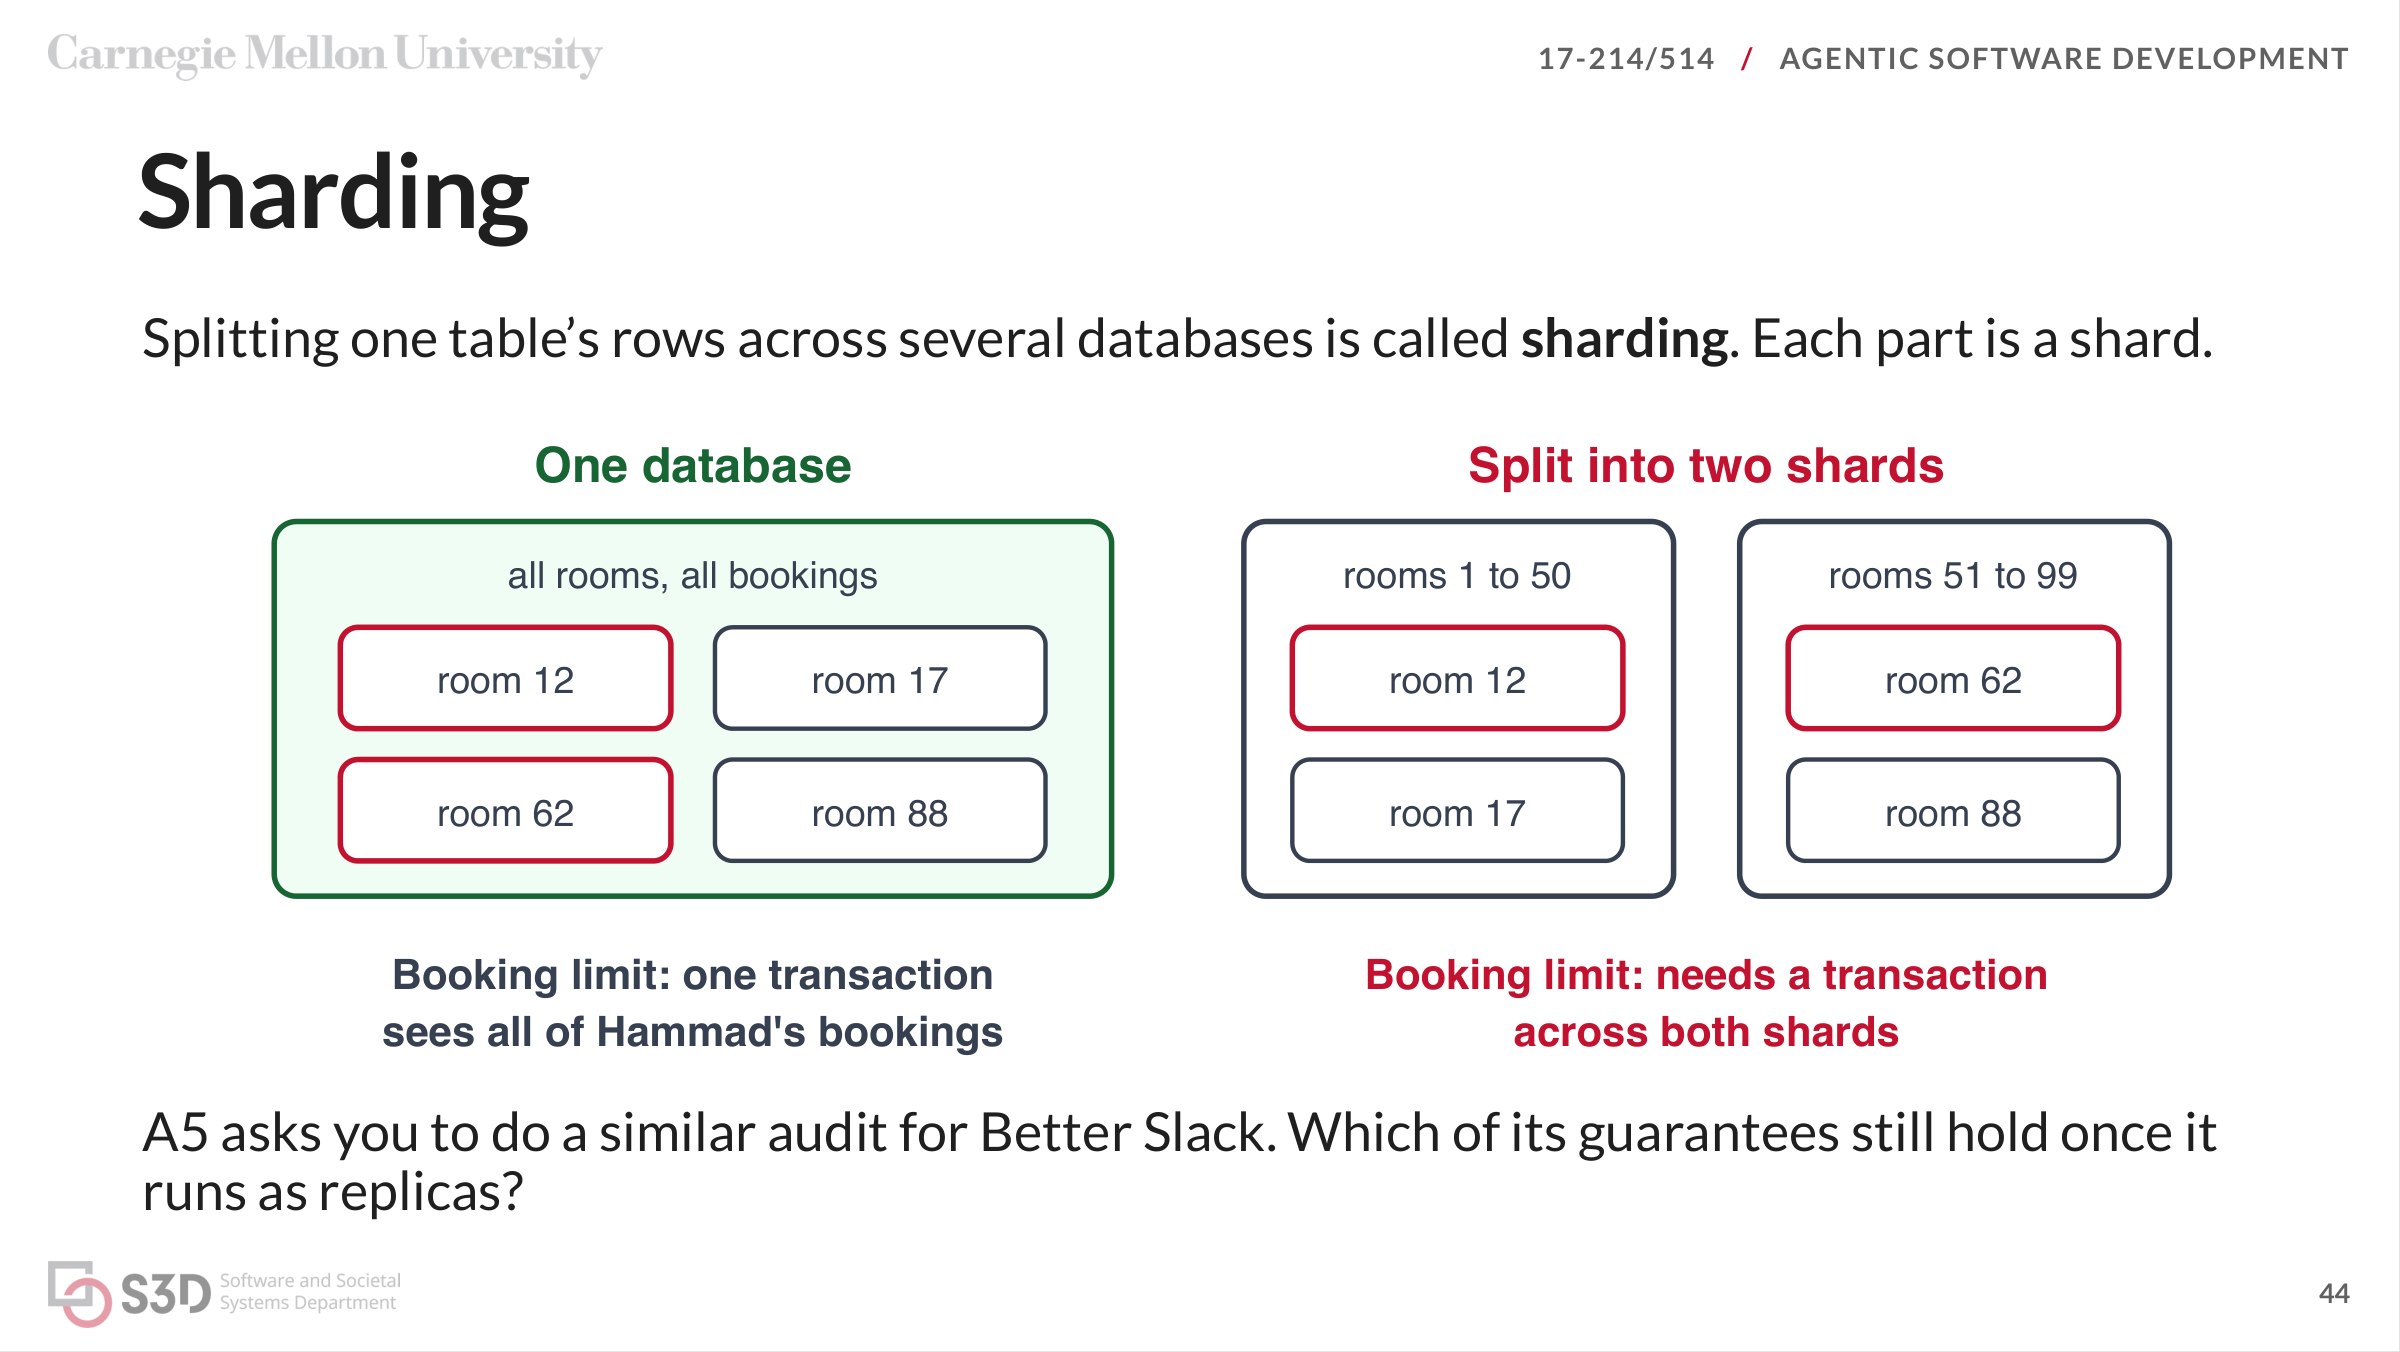 Carnegie Mellon University
17-214/514 / AGENTIC SOFTWARE DEVELOPMENT
Sharding
Splitting one table’s rows across several databases is called sharding. Each part is a shard.
One database
all rooms, all bookings
room 12
room 17
room 62
room 88
Booking limit: one transaction
sees all of Hammad's bookings
Split into two shards
rooms 1 to 50
room 12
room 17
rooms 51 to 99
room 62
room 88
Booking limit: needs a transaction
across both shards
A5 asks you to do a similar audit for Better Slack. Which of its guarantees still hold once it
runs as replicas?
S3D
Software and Societal
Systems Department
44